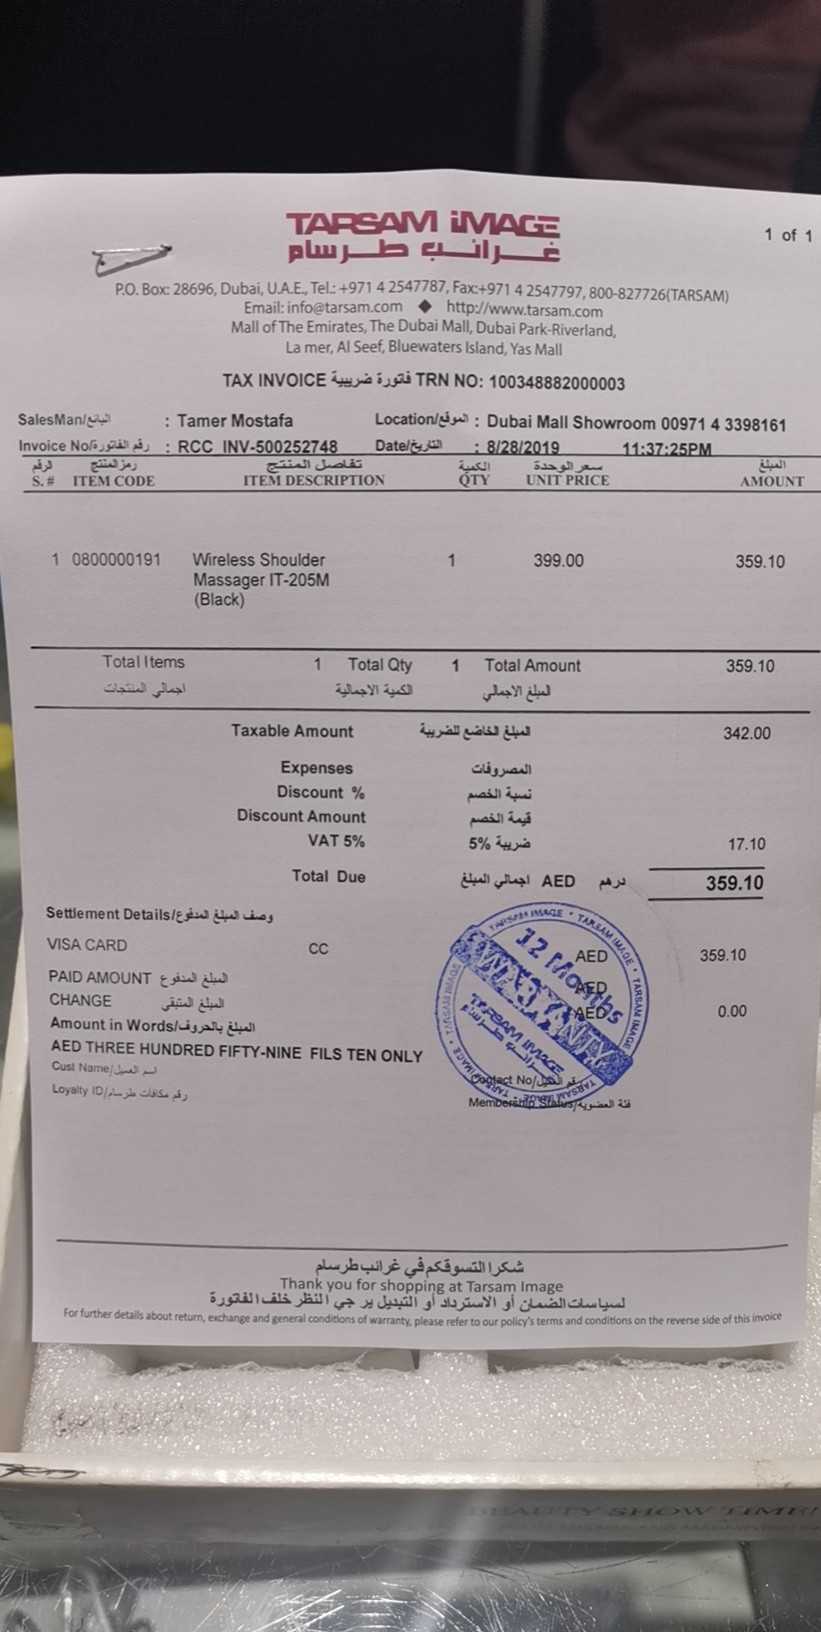 TARSAM iMAGE
غرائب طرسام
1 of 1
P.O. Box: 28696, Dubai, U.A.E., Tel.: +971 4 2547787, Fax:+971 4 2547797, 800-827726(TARSAM)
Email: info@tarsam.com ◆ http://www.tarsam.com
Mall of The Emirates, The Dubai Mall, Dubai Park-Riverland,
La mer, Al Seef, Bluewaters Island, Yas Mall
TAX INVOICE فاتورة ضريبية TRN NO: 100348882000003
SalesMan/البائع : Tamer Mostafa Location/الموقع : Dubai Mall Showroom 00971 4 3398161
Invoice No/رقم الفاتورة : RCC INV-500252748 Date/التاريخ : 8/28/2019 11:37:25PM
الرقم رمز المنتج تفاصيل المنتج الكمية سعر الوحدة المبلغ
S. # ITEM CODE ITEM DESCRIPTION QTY UNIT PRICE AMOUNT
1 0800000191 Wireless Shoulder 1 399.00 359.10
Massager IT-205M
(Black)
Total Items 1 Total Qty 1 Total Amount 359.10
اجمالي المنتجات الكمية الاجمالية المبلغ الاجمالي
Taxable Amount المبلغ الخاضع للضريبة 342.00
Expenses المصروفات
Discount % نسبة الخصم
Discount Amount قيمة الخصم
VAT 5% ضريبة 5% 17.10
Total Due اجمالي المبلغ AED درهم 359.10
Settlement Details/وصف المبلغ المدفوع
VISA CARD CC AED 359.10
PAID AMOUNT المبلغ المدفوع AED
CHANGE المبلغ المتبقي AED 0.00
Amount in Words/المبلغ بالحروف
AED THREE HUNDRED FIFTY-NINE FILS TEN ONLY
Cust Name/اسم العميل Contact No/رقم العميل
Loyalty ID/رقم مكافات طرسام Membership Status/فئة العضوية
TARSAM IMAGE • TARSAM IMAGE • TARSAM IMAGE
12 Months
WARRANTY
TARSAM IMAGE
غرائب طرسام
شكرا لتسوقكم في غرائب طرسام
Thank you for shopping at Tarsam Image
لسياسات الضمان أو الاسترداد أو التبديل يرجي النظر خلف الفاتورة
For further details about return, exchange and general conditions of warranty, please refer to our policy's terms and conditions on the reverse side of this invoice
BEAUTY SHOW TIME!